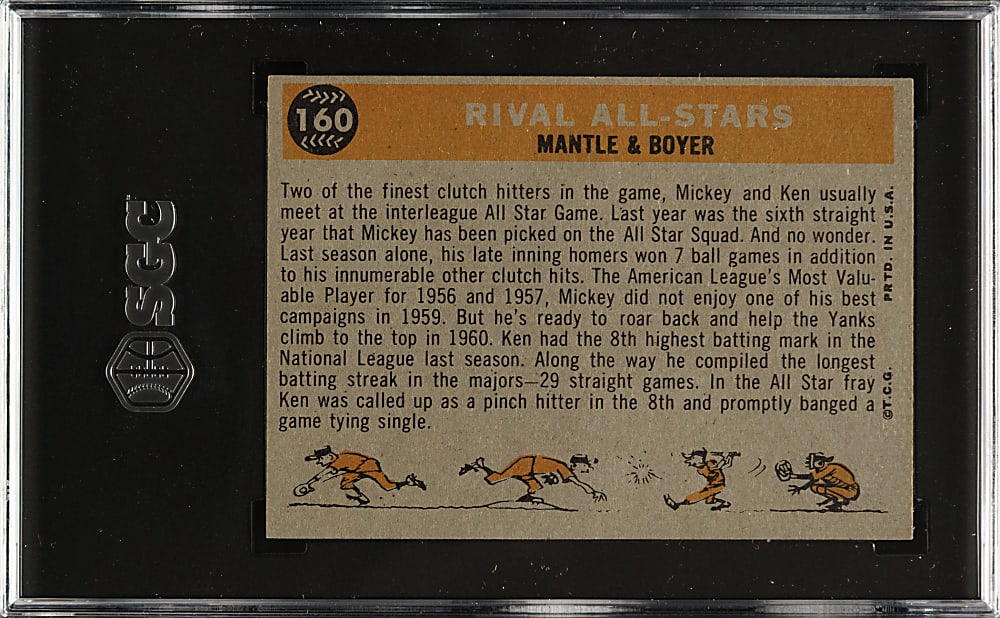 SGC
160
RIVAL ALL-STARS
MANTLE & BOYER
Two of the finest clutch hitters in the game, Mickey and Ken usually
meet at the interleague All Star Game. Last year was the sixth straight
year that Mickey has been picked on the All Star Squad. And no wonder.
Last season alone, his late inning homers won 7 ball games in addition
to his innumerable other clutch hits. The American League's Most Valu-
able Player for 1956 and 1957, Mickey did not enjoy one of his best
campaigns in 1959. But he's ready to roar back and help the Yanks
climb to the top in 1960. Ken had the 8th highest batting mark in the
National League last season. Along the way he compiled the longest
batting streak in the majors—29 straight games. In the All Star fray
Ken was called up as a pinch hitter in the 8th and promptly banged a
game tying single.
©T.C.G. PRTD. IN U.S.A.